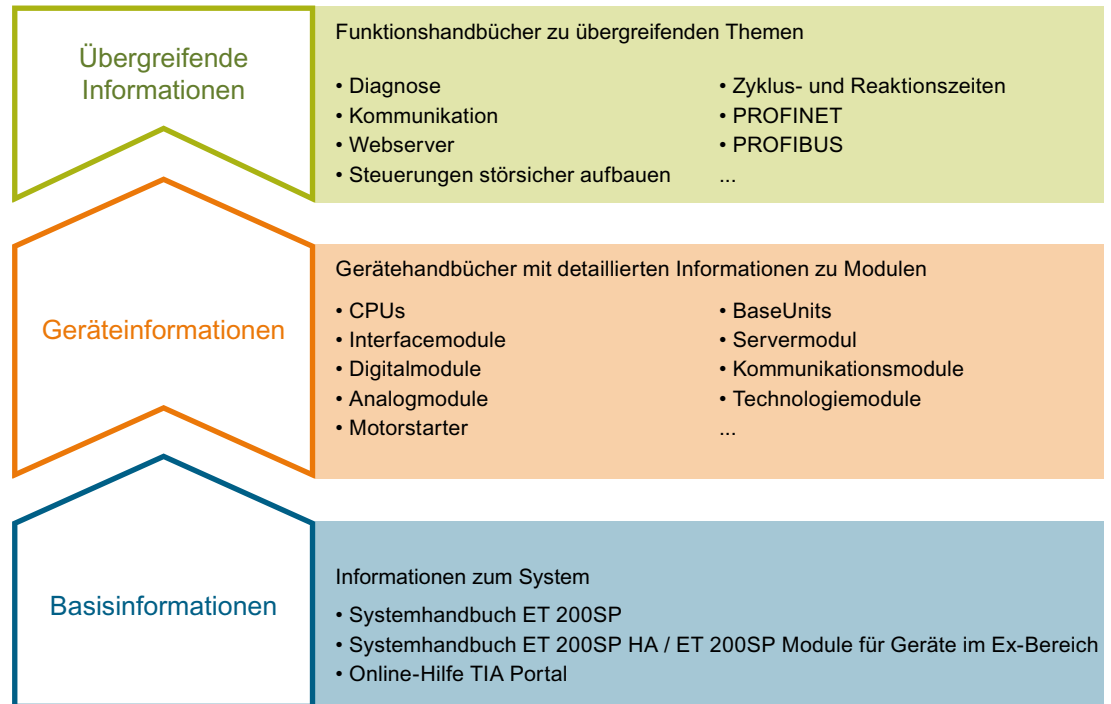 Übergreifende
Informationen
Funktionshandbücher zu übergreifenden Themen
• Diagnose
• Kommunikation
• Webserver
• Steuerungen störsicher aufbauen
• Zyklus- und Reaktionszeiten
• PROFINET
• PROFIBUS
...
Geräteinformationen
Gerätehandbücher mit detaillierten Informationen zu Modulen
• CPUs
• Interfacemodule
• Digitalmodule
• Analogmodule
• Motorstarter
• BaseUnits
• Servermodul
• Kommunikationsmodule
• Technologiemodule
...
Basisinformationen
Informationen zum System
• Systemhandbuch ET 200SP
• Systemhandbuch ET 200SP HA / ET 200SP Module für Geräte im Ex-Bereich
• Online-Hilfe TIA Portal